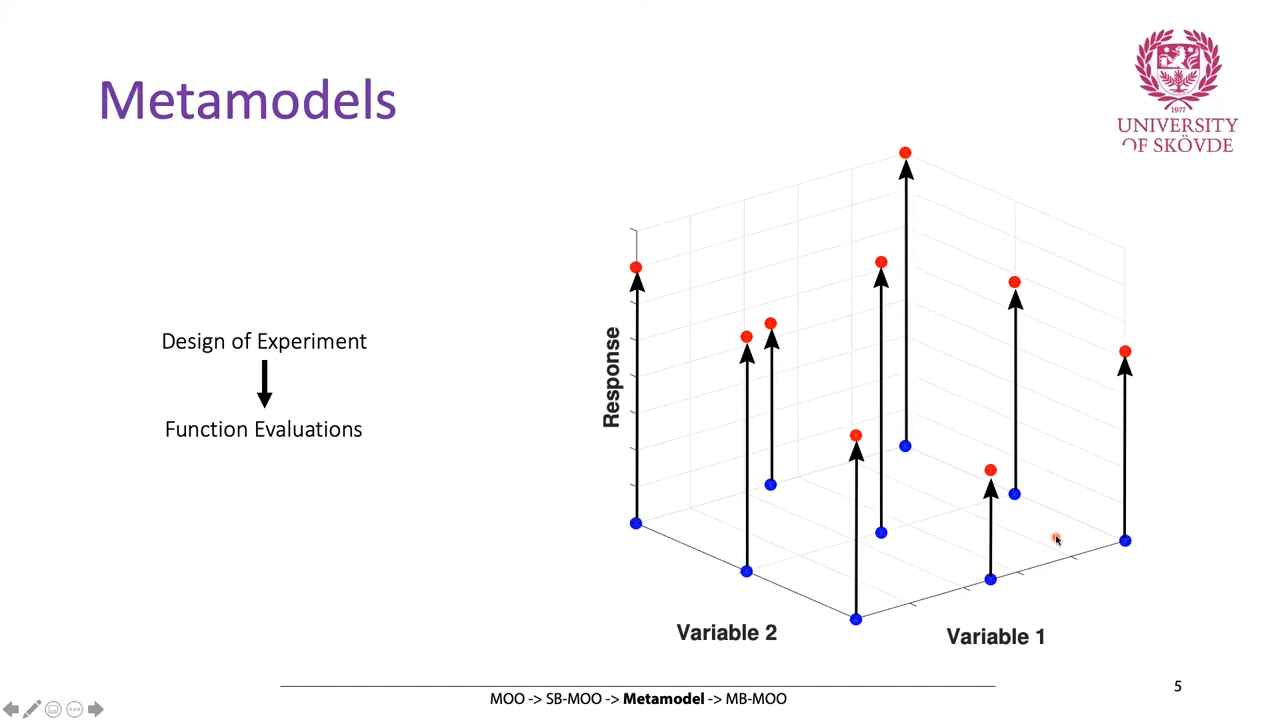 Metamodels
1977
UNIVERSITY
OF SKÖVDE
Design of Experiment
Function Evaluations
Response
Variable 2
Variable 1
MOO -> SB-MOO -> Metamodel -> MB-MOO
5